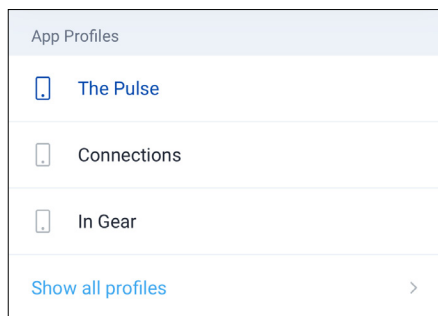 App Profiles
The Pulse
Connections
In Gear
Show all profiles